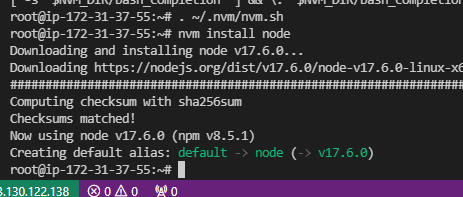 [ -s "$NVM_DIR/bash_completion" ] && \. "$NVM_DIR/bash_completion"
root@ip-172-31-37-55:~# . ~/.nvm/nvm.sh
root@ip-172-31-37-55:~# nvm install node
Downloading and installing node v17.6.0...
Downloading https://nodejs.org/dist/v17.6.0/node-v17.6.0-linux-x6
########################################################################
Computing checksum with sha256sum
Checksums matched!
Now using node v17.6.0 (npm v8.5.1)
Creating default alias: default -> node (-> v17.6.0)
root@ip-172-31-37-55:~#
3.130.122.138 0 0 0